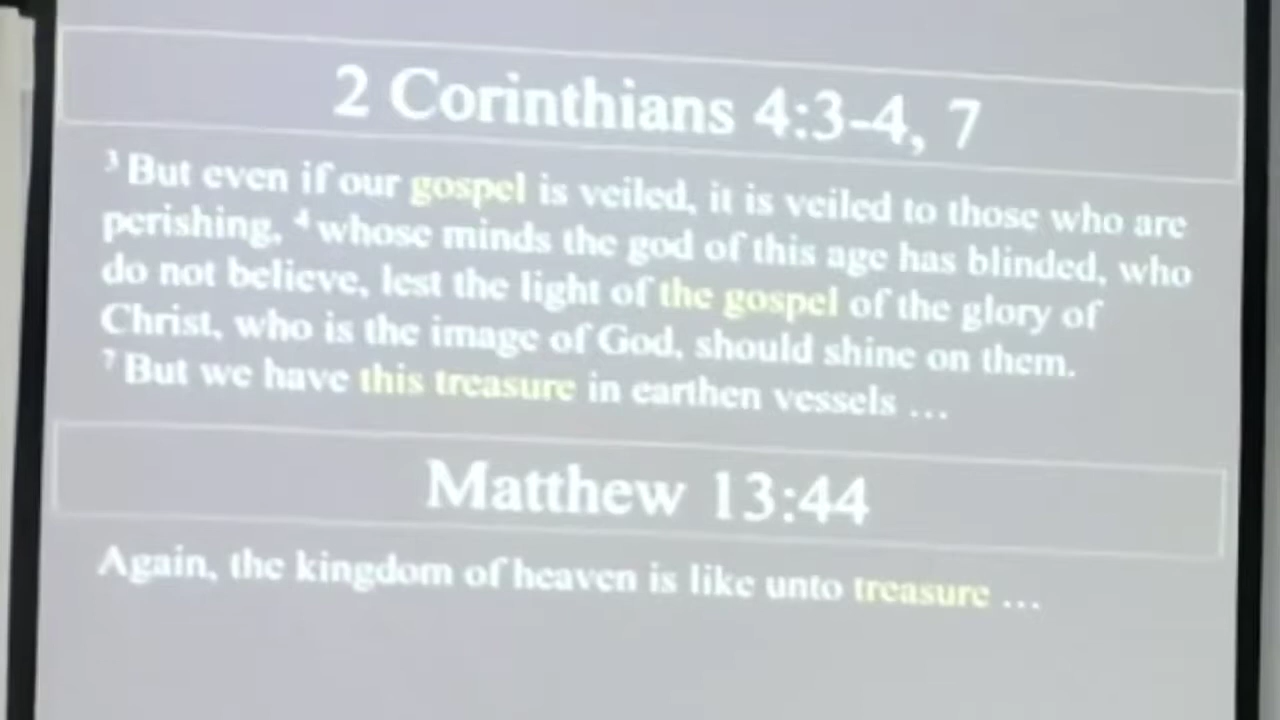 2 Corinthians 4:3-4, 7
³ But even if our gospel is veiled, it is veiled to those who are
perishing, ⁴ whose minds the god of this age has blinded, who
do not believe, lest the light of the gospel of the glory of
Christ, who is the image of God, should shine on them.
⁷ But we have this treasure in earthen vessels ...
Matthew 13:44
Again, the kingdom of heaven is like unto treasure ...